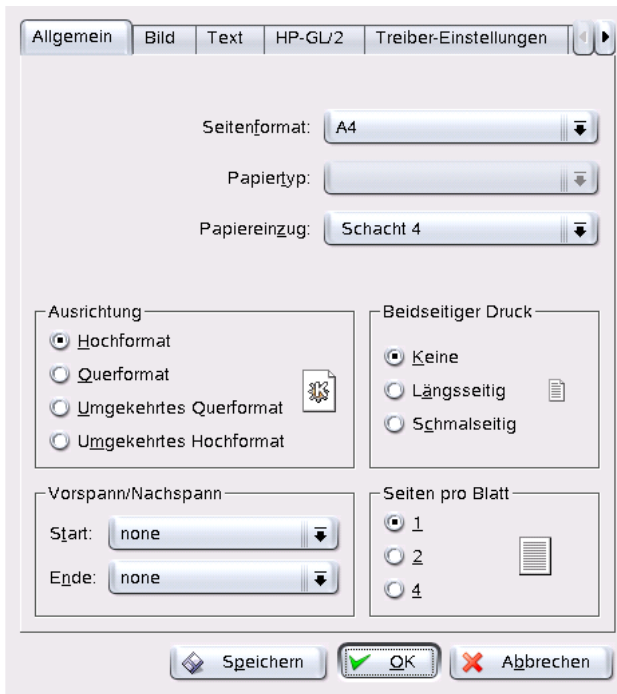 Allgemein Bild Text HP-GL/2 Treiber-Einstellungen
Seitenformat: A4
Papiertyp:
Papiereinzug: Schacht 4
Ausrichtung
Hochformat
Querformat
Umgekehrtes Querformat
Umgekehrtes Hochformat
Beidseitiger Druck
Keine
Längsseitig
Schmalseitig
Vorspann/Nachspann
Start: none
Ende: none
Seiten pro Blatt
1
2
4
Speichern OK Abbrechen